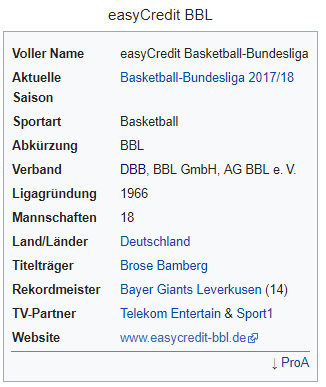 easyCredit BBL
Voller Name easyCredit Basketball-Bundesliga
Aktuelle Basketball-Bundesliga 2017/18
Saison
Sportart Basketball
Abkürzung BBL
Verband DBB, BBL GmbH, AG BBL e. V.
Ligagründung 1966
Mannschaften 18
Land/Länder Deutschland
Titelträger Brose Bamberg
Rekordmeister Bayer Giants Leverkusen (14)
TV-Partner Telekom Entertain & Sport1
Website www.easycredit-bbl.de
↓ ProA